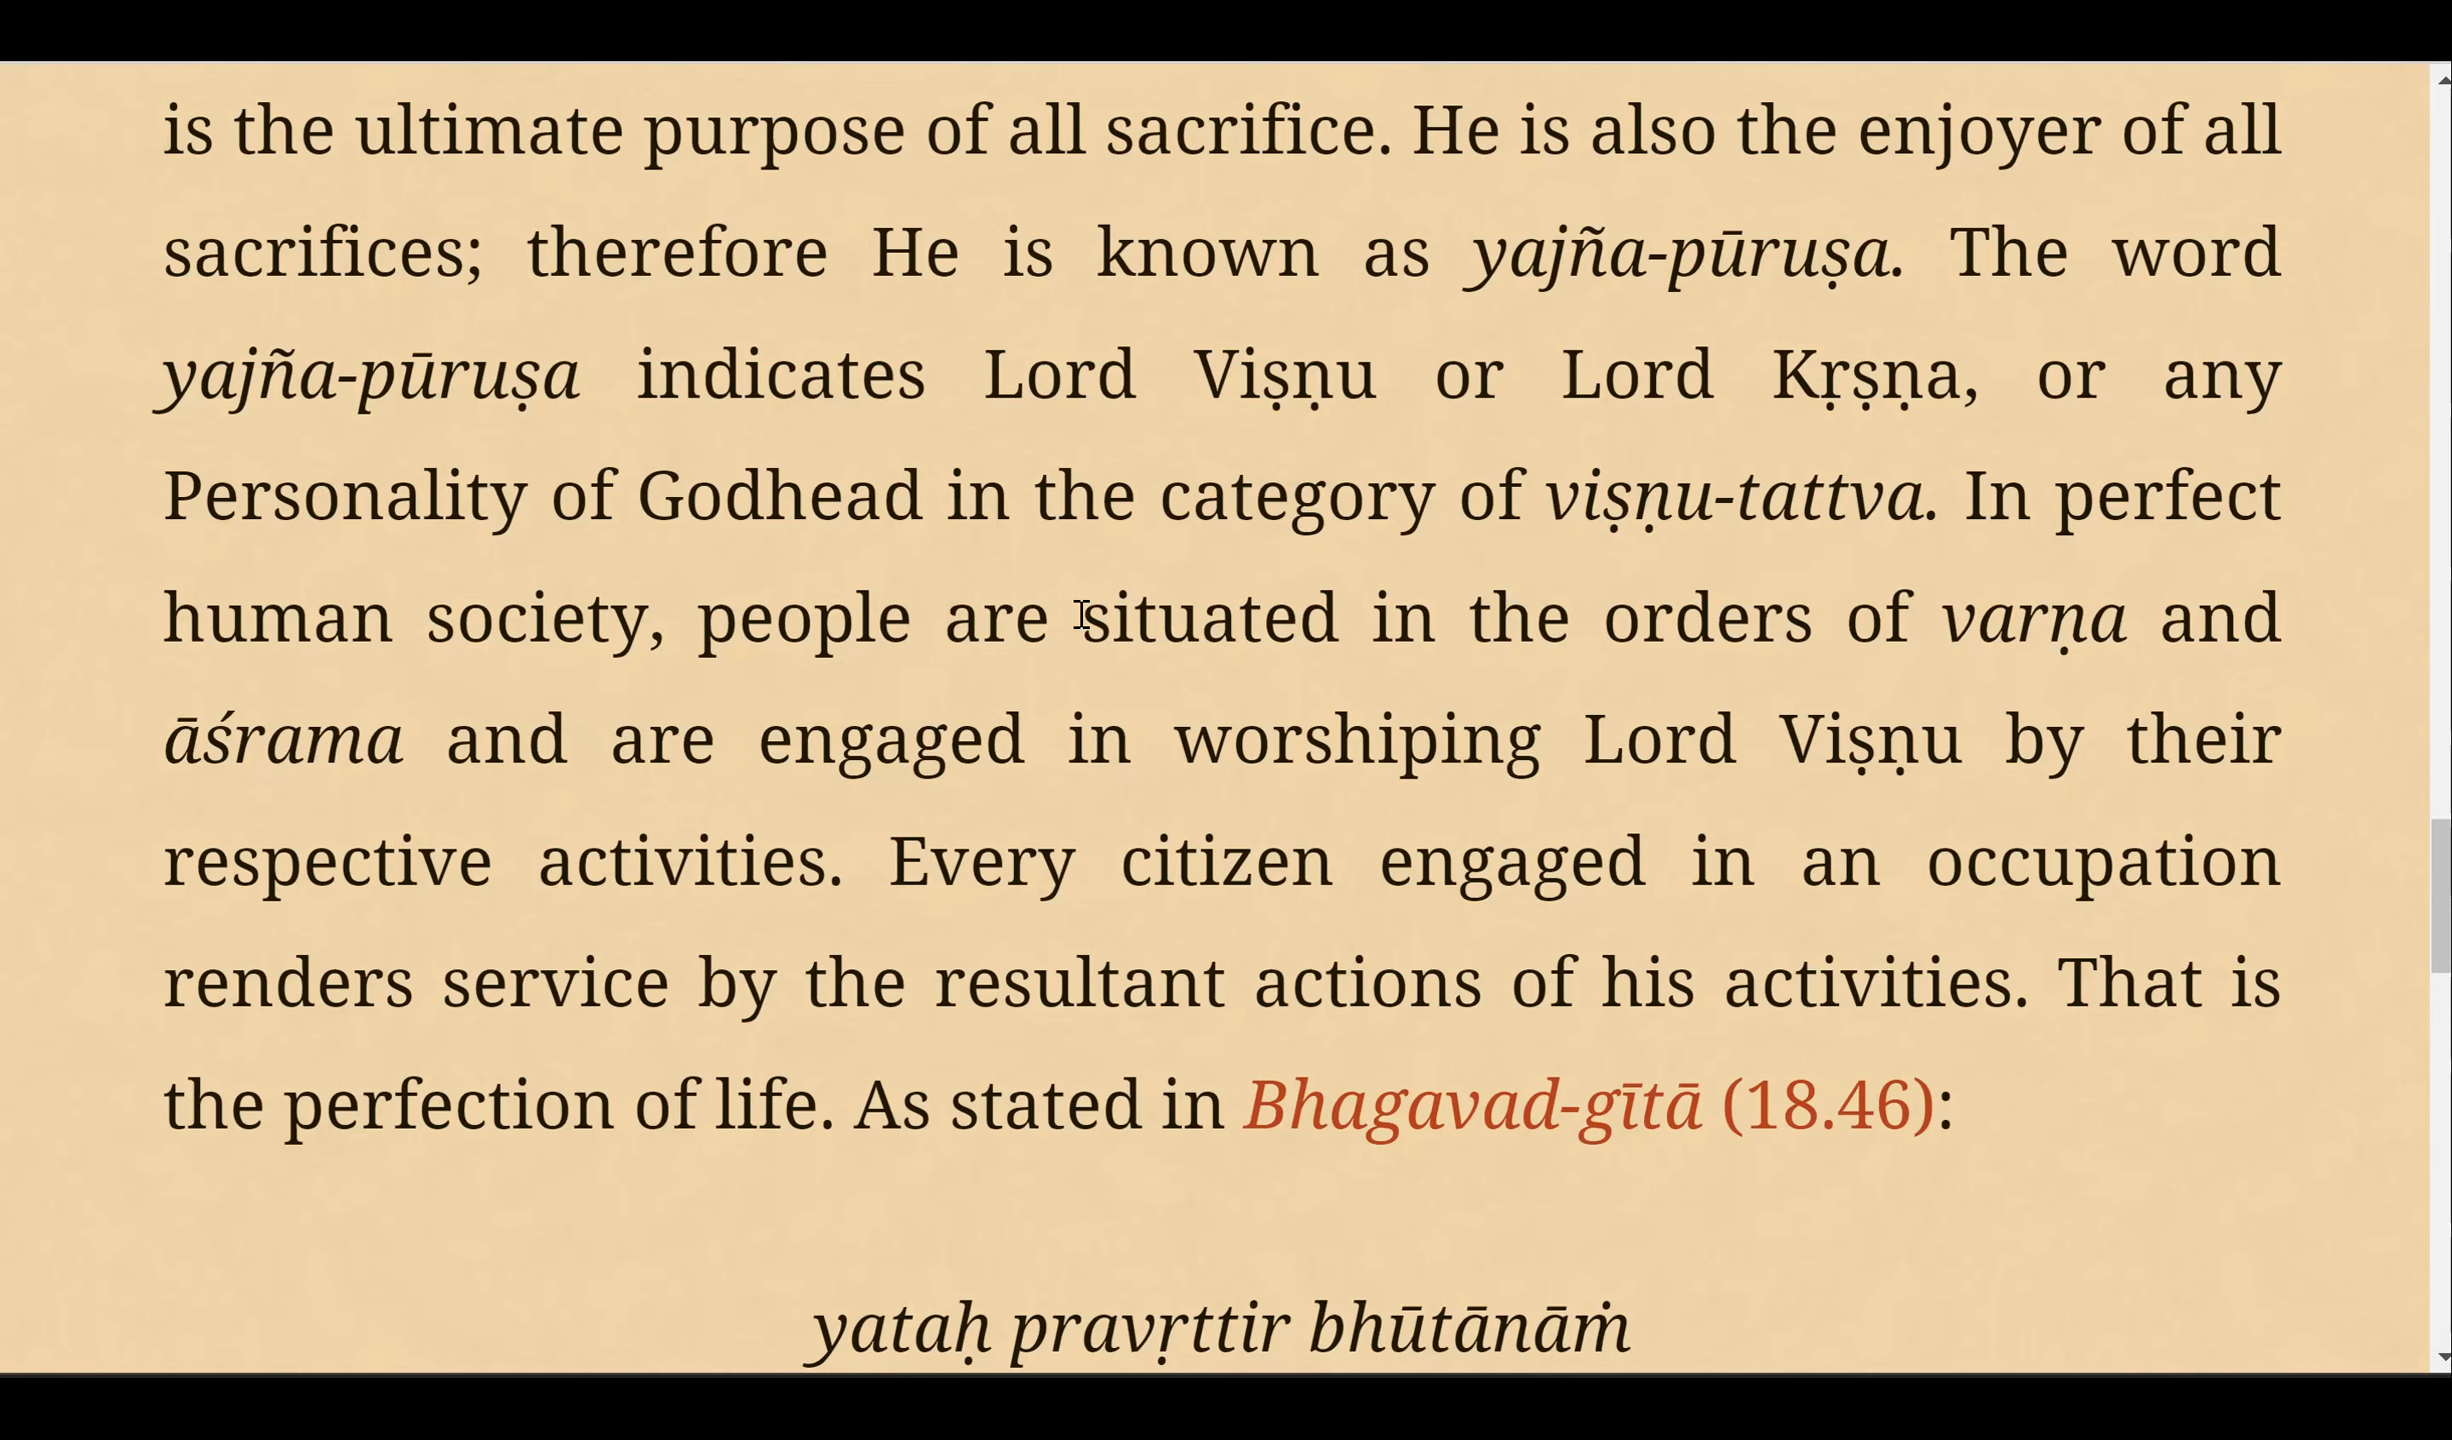 is the ultimate purpose of all sacrifice. He is also the enjoyer of all
sacrifices; therefore He is known as yajña-pūruṣa. The word
yajña-pūruṣa indicates Lord Viṣṇu or Lord Kṛṣṇa, or any
Personality of Godhead in the category of viṣṇu-tattva. In perfect
human society, people are situated in the orders of varṇa and
āśrama and are engaged in worshiping Lord Viṣṇu by their
respective activities. Every citizen engaged in an occupation
renders service by the resultant actions of his activities. That is
the perfection of life. As stated in Bhagavad-gītā (18.46):
yataḥ pravṛttir bhūtānāṁ